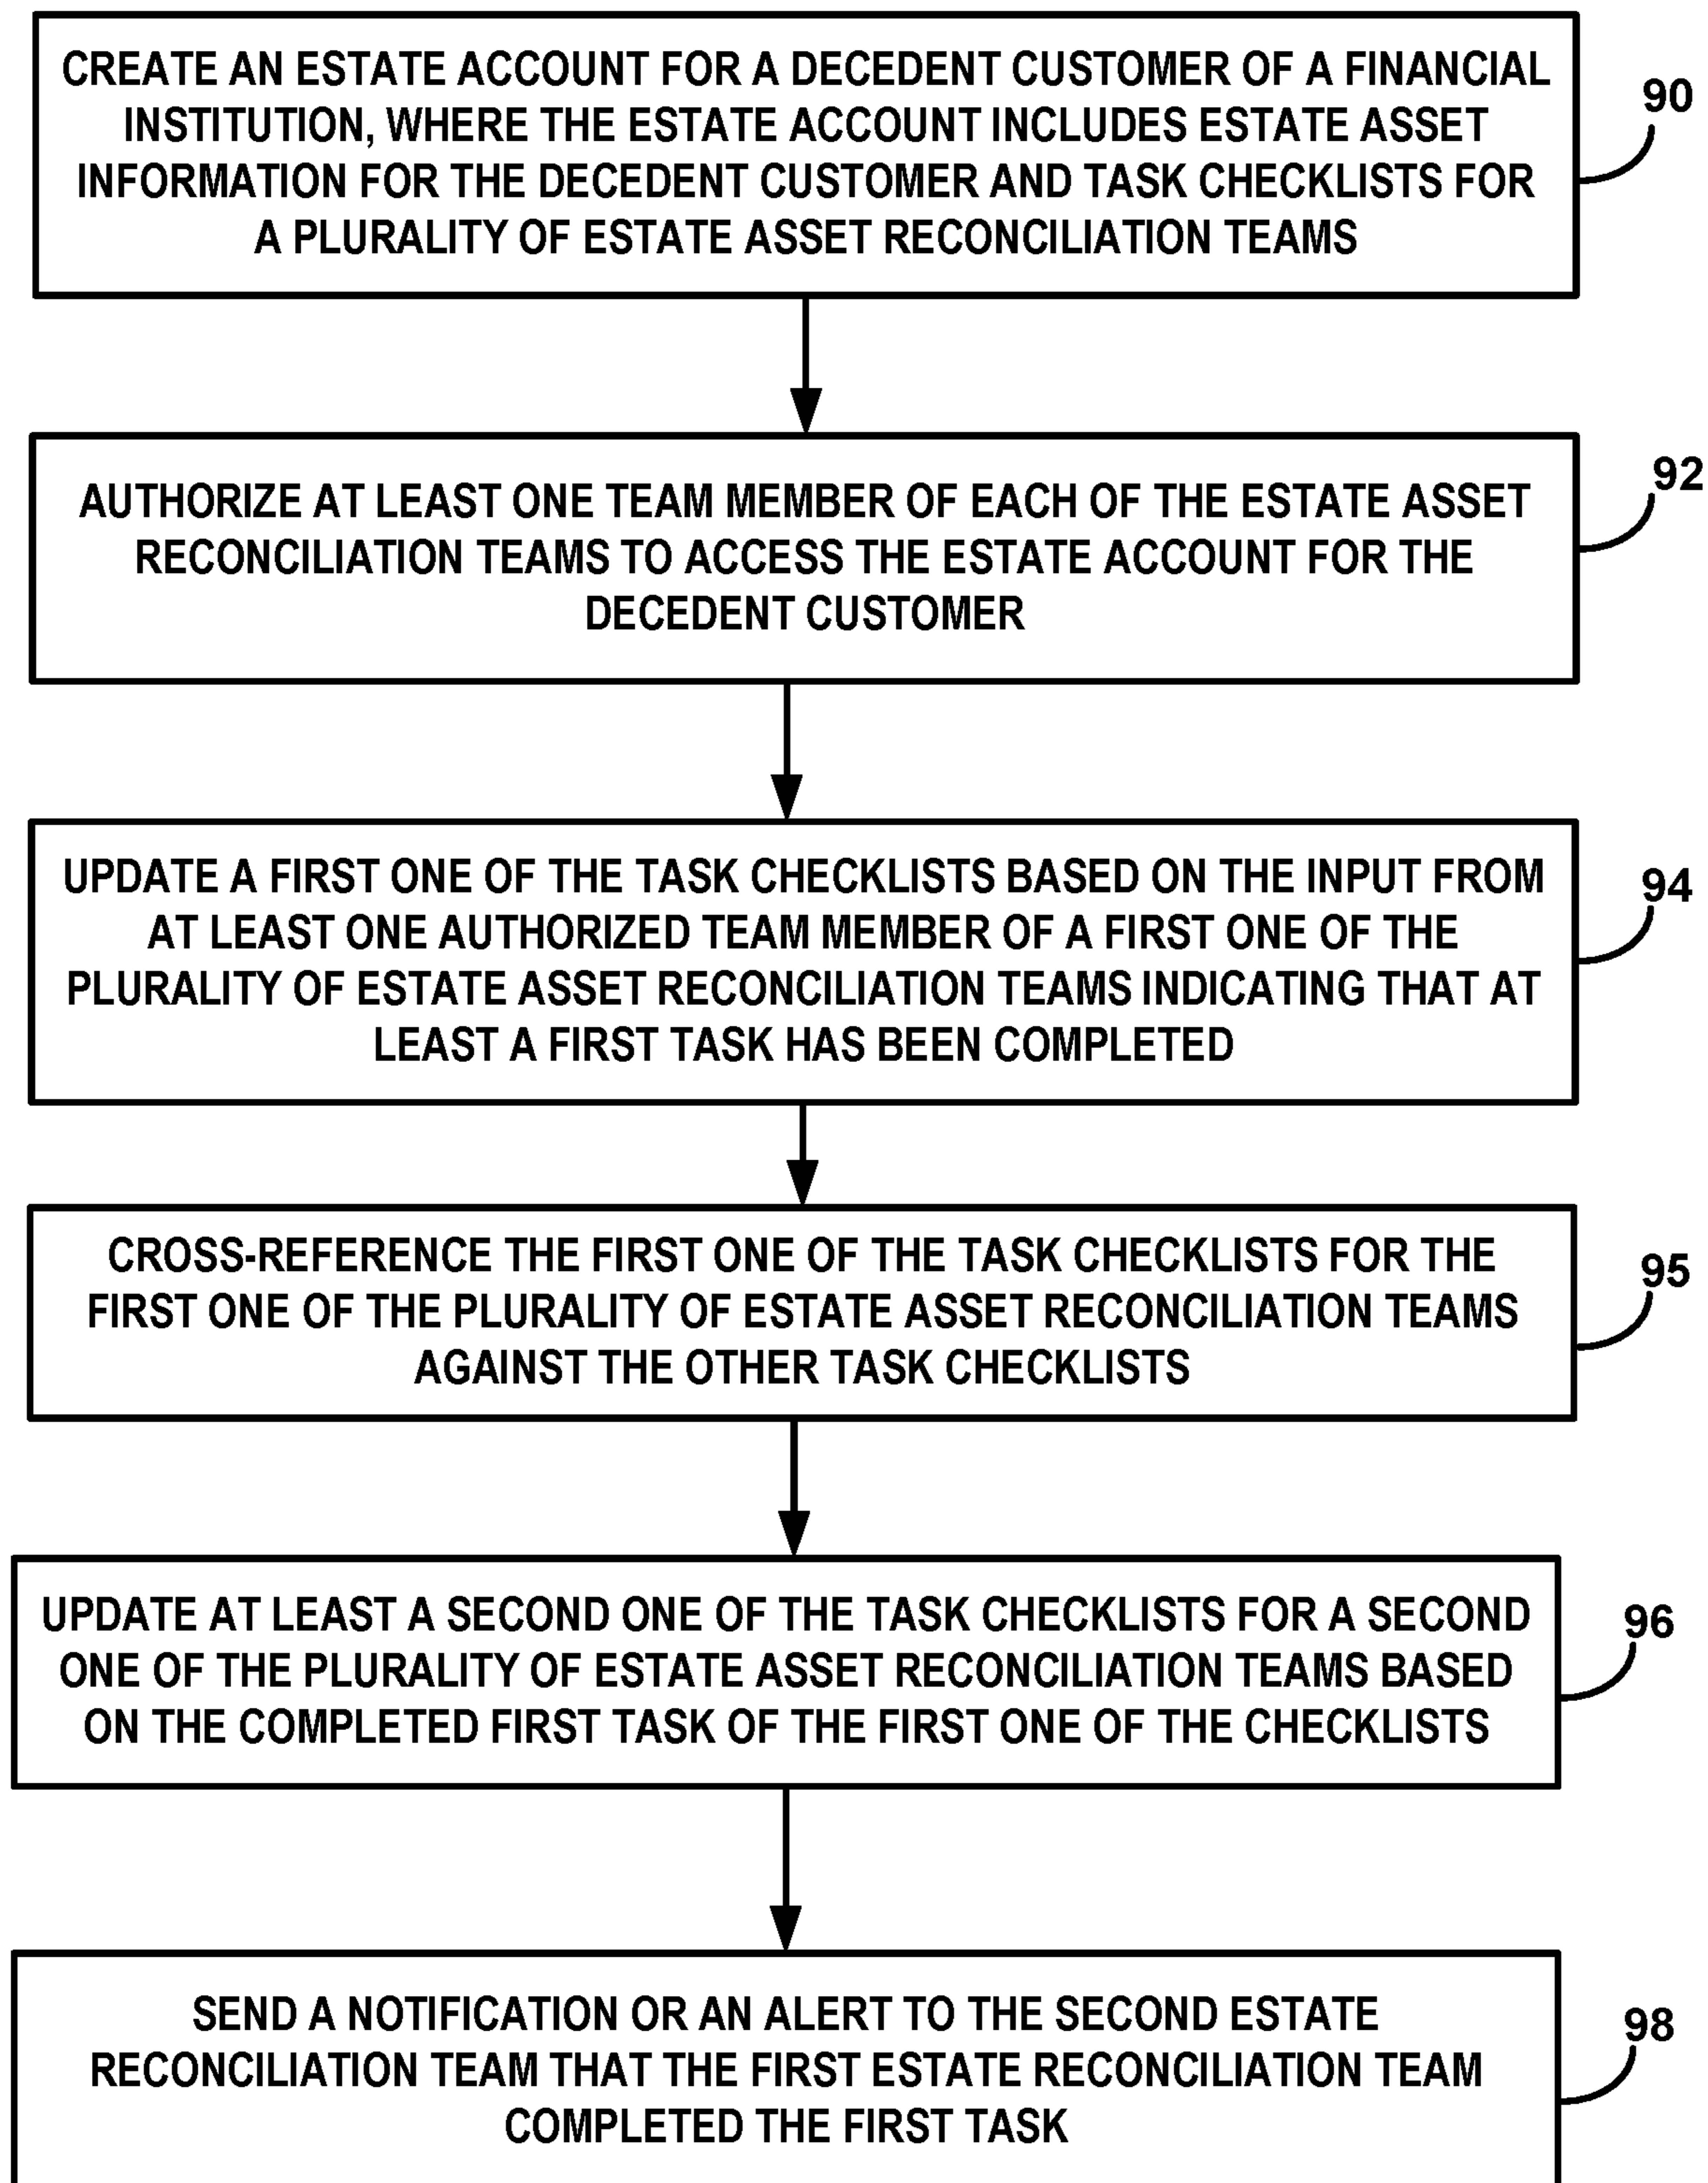 CREATE AN ESTATE ACCOUNT FOR A DECEDENT CUSTOMER OF A FINANCIAL
INSTITUTION, WHERE THE ESTATE ACCOUNT INCLUDES ESTATE ASSET
INFORMATION FOR THE DECEDENT CUSTOMER AND TASK CHECKLISTS FOR
A PLURALITY OF ESTATE ASSET RECONCILIATION TEAMS
90
AUTHORIZE AT LEAST ONE TEAM MEMBER OF EACH OF THE ESTATE ASSET
RECONCILIATION TEAMS TO ACCESS THE ESTATE ACCOUNT FOR THE
DECEDENT CUSTOMER
92
UPDATE A FIRST ONE OF THE TASK CHECKLISTS BASED ON THE INPUT FROM
AT LEAST ONE AUTHORIZED TEAM MEMBER OF A FIRST ONE OF THE
PLURALITY OF ESTATE ASSET RECONCILIATION TEAMS INDICATING THAT AT
LEAST A FIRST TASK HAS BEEN COMPLETED
94
CROSS-REFERENCE THE FIRST ONE OF THE TASK CHECKLISTS FOR THE
FIRST ONE OF THE PLURALITY OF ESTATE ASSET RECONCILIATION TEAMS
AGAINST THE OTHER TASK CHECKLISTS
95
UPDATE AT LEAST A SECOND ONE OF THE TASK CHECKLISTS FOR A SECOND
ONE OF THE PLURALITY OF ESTATE ASSET RECONCILIATION TEAMS BASED
ON THE COMPLETED FIRST TASK OF THE FIRST ONE OF THE CHECKLISTS
96
SEND A NOTIFICATION OR AN ALERT TO THE SECOND ESTATE
RECONCILIATION TEAM THAT THE FIRST ESTATE RECONCILIATION TEAM
COMPLETED THE FIRST TASK
98